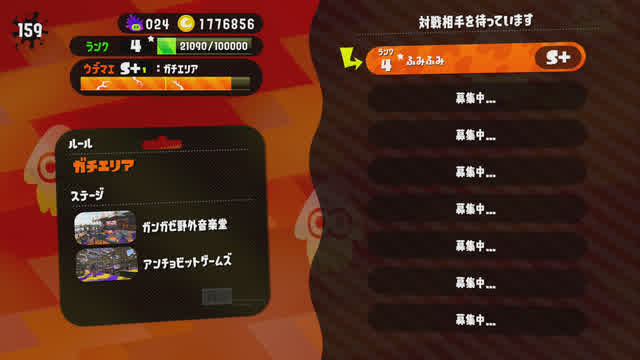 159
024
1776856
ランク 4 21090/100000
ウデマエ S+1 : ガチエリア
ルール
ガチエリア
ステージ
ガンガゼ野外音楽堂
アンチョビットゲームズ
対戦相手を待っています
ランク 4 ふみふみ S+
募集中...
募集中...
募集中...
募集中...
募集中...
募集中...
募集中...